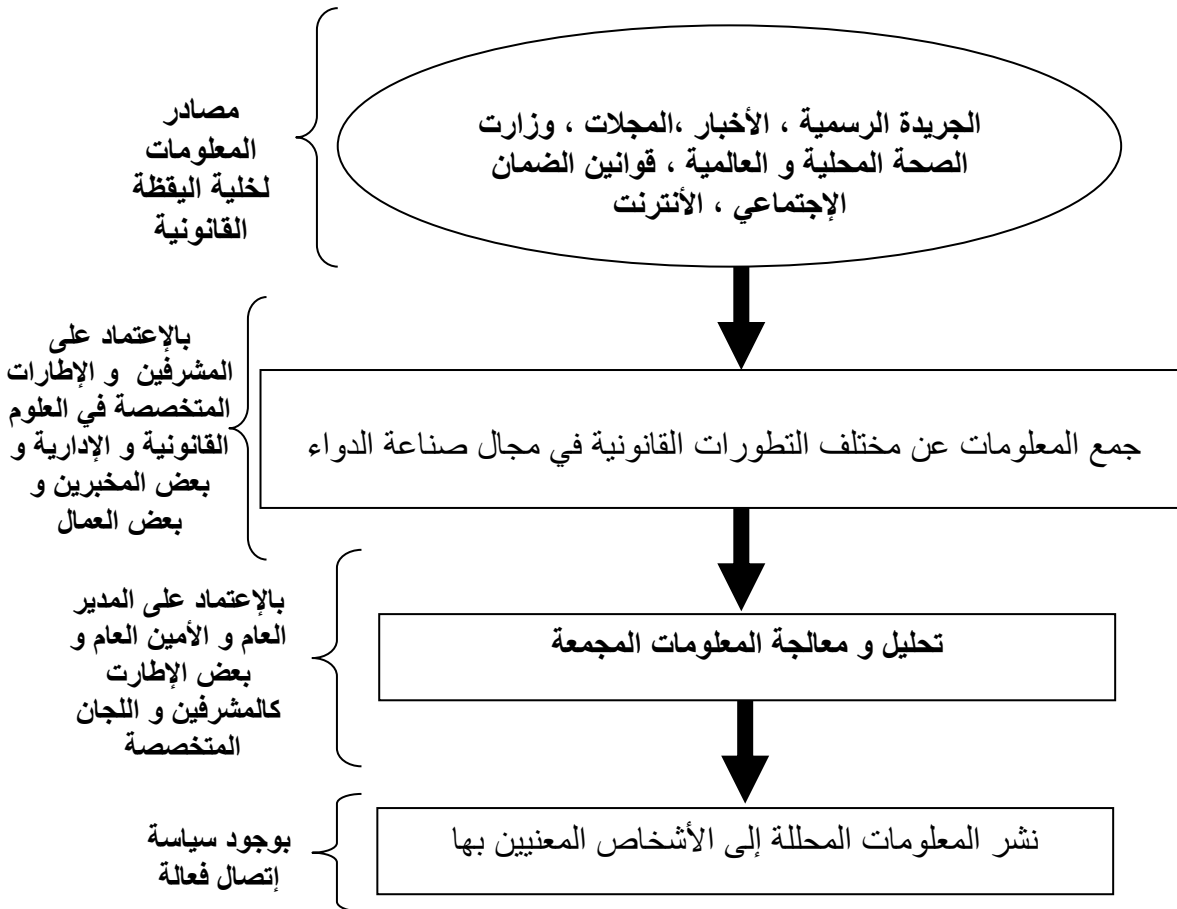 مصادر
المعلومات
لخلية اليقظة
القانونية
الجريدة الرسمية ، الأخبار ،المجلات ، وزارت
الصحة المحلية و العالمية ، قوانين الضمان
الإجتماعي ، الأنترنت
بالإعتماد على
المشرفين و الإطارات
المتخصصة في العلوم
القانونية و الإدارية و
بعض المخبرين و
بعض العمال
جمع المعلومات عن مختلف التطورات القانونية في مجال صناعة الدواء
بالإعتماد على المدير
العام و الأمين العام و
بعض الإطارت
كالمشرفين و اللجان
المتخصصة
تحليل و معالجة المعلومات المجمعة
بوجود سياسة
إتصال فعالة
نشر المعلومات المحللة إلى الأشخاص المعنيين بها